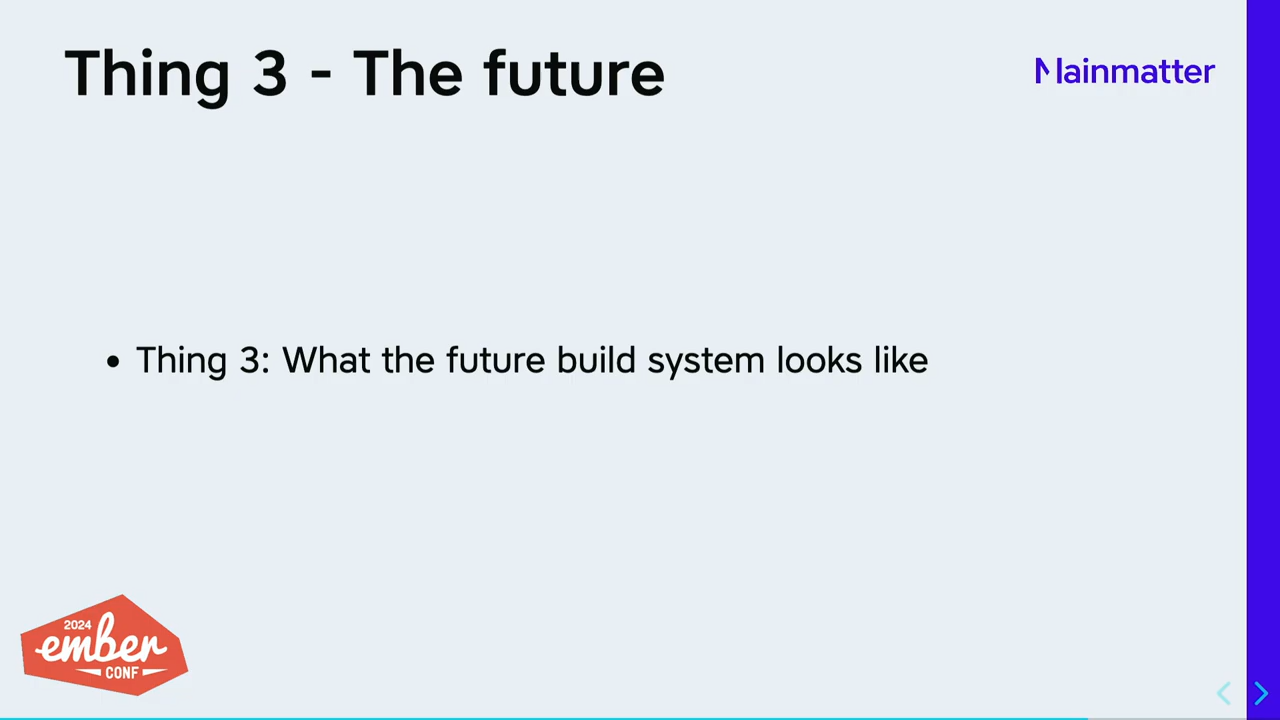 Thing 3 - The future
Mainmatter
• Thing 3: What the future build system looks like
2024
ember
CONF